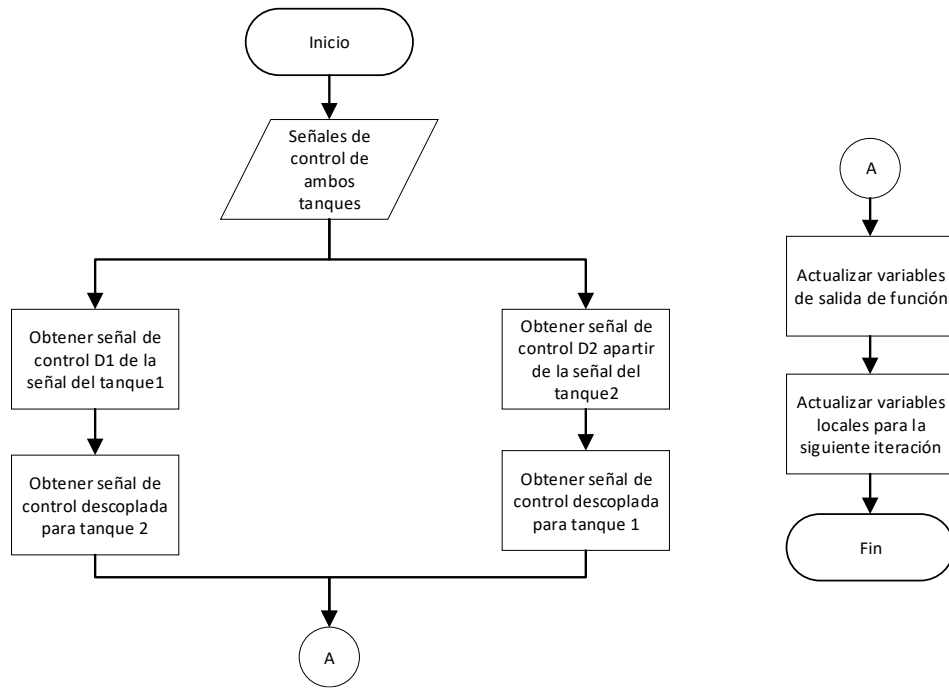 Inicio
Señales de
control de
ambos
tanques
Obtener señal de
control D1 de la
señal del tanque1
Obtener señal de
control D2 apartir
de la señal del
tanque2
Obtener señal de
control descoplada
para tanque 2
Obtener señal de
control descoplada
para tanque 1
A
A
Actualizar variables
de salida de función
Actualizar variables
locales para la
siguiente iteración
Fin